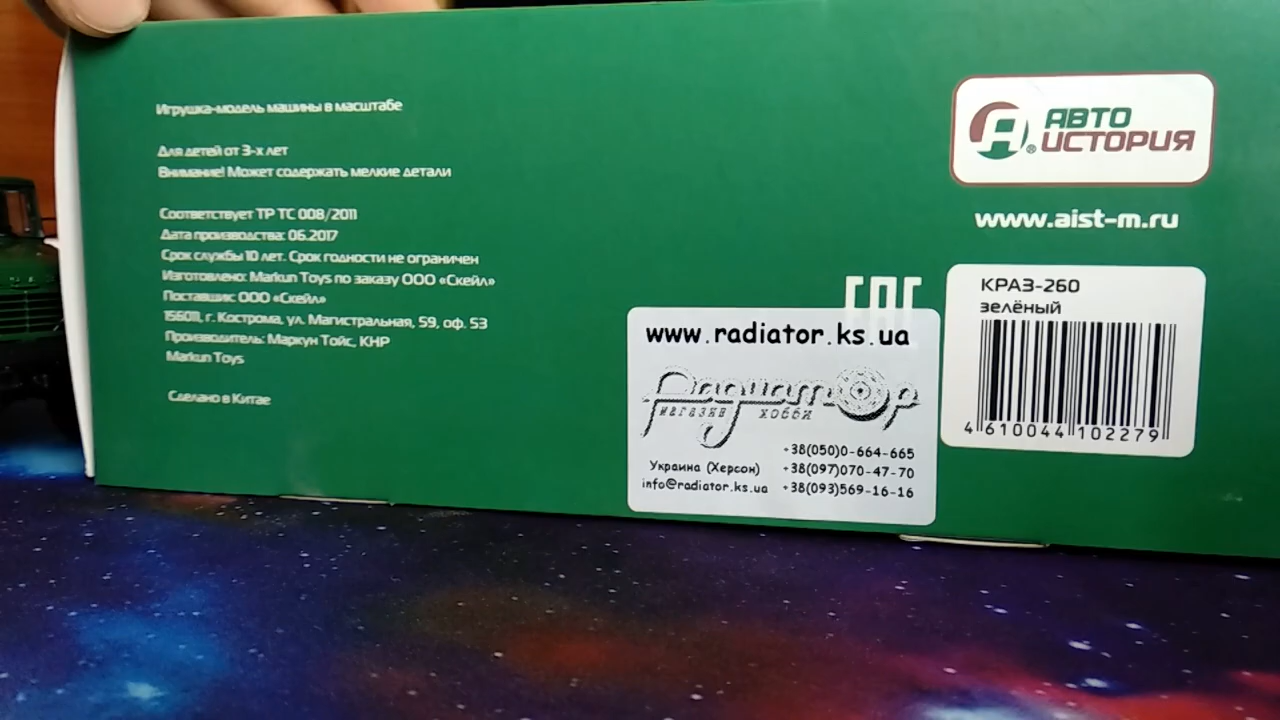 Игрушка-модель машины в масштабе
Для детей от 3-х лет
Внимание! Может содержать мелкие детали
Соответствует ТР ТС 008/2011
Дата производства: 06.2017
Срок службы 10 лет. Срок годности не ограничен
Изготовлено: Markun Toys по заказу ООО «Скейл»
Поставщик: ООО «Скейл»
156011, г. Кострома, ул. Магистральная, 59, оф. 53
Производитель: Маркун Тойс, КНР
Markun Toys
Сделано в Китае
АВТО
ИСТОРИЯ
www.aist-m.ru
КРАЗ-260
зелёный
4 610044 102279
ЕАС
www.radiator.ks.ua
Радиатор
магазин хобби
Украина (Херсон)
info@radiator.ks.ua
+38(050)0-664-665
+38(097)070-47-70
+38(093)569-16-16